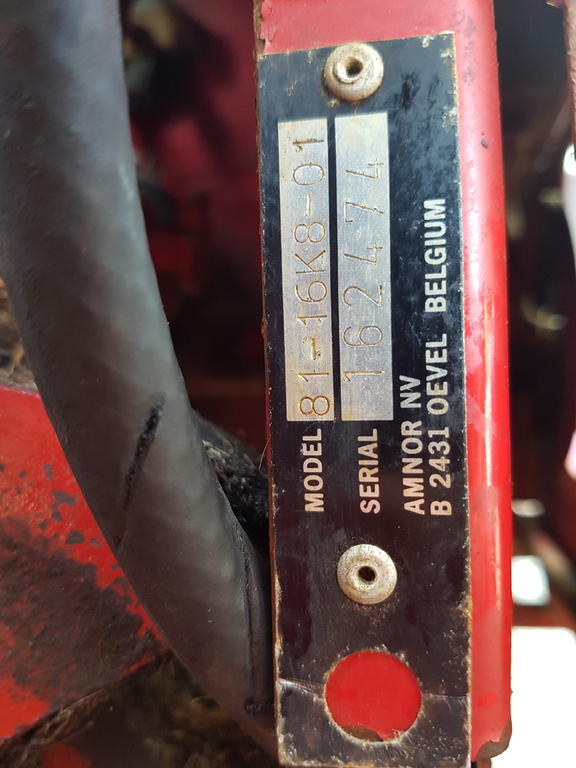 MODEL 81-16K8-01
SERIAL 162474
AMNOR NV
B 2431 OEVEL BELGIUM